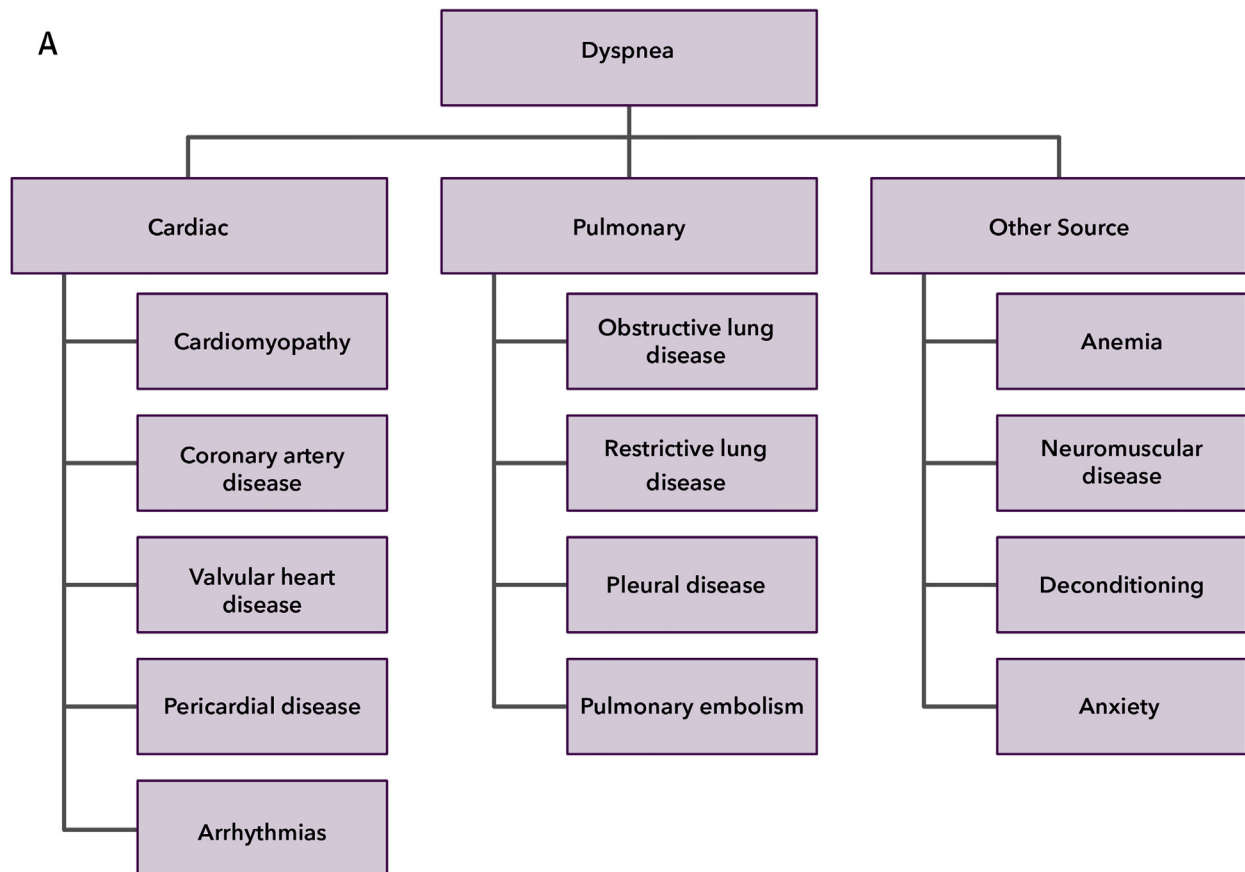 A
Dyspnea
Cardiac
Cardiomyopathy
Coronary artery
disease
Valvular heart
disease
Pericardial disease
Arrhythmias
Pulmonary
Obstructive lung
disease
Restrictive lung
disease
Pleural disease
Pulmonary embolism
Other Source
Anemia
Neuromuscular
disease
Deconditioning
Anxiety